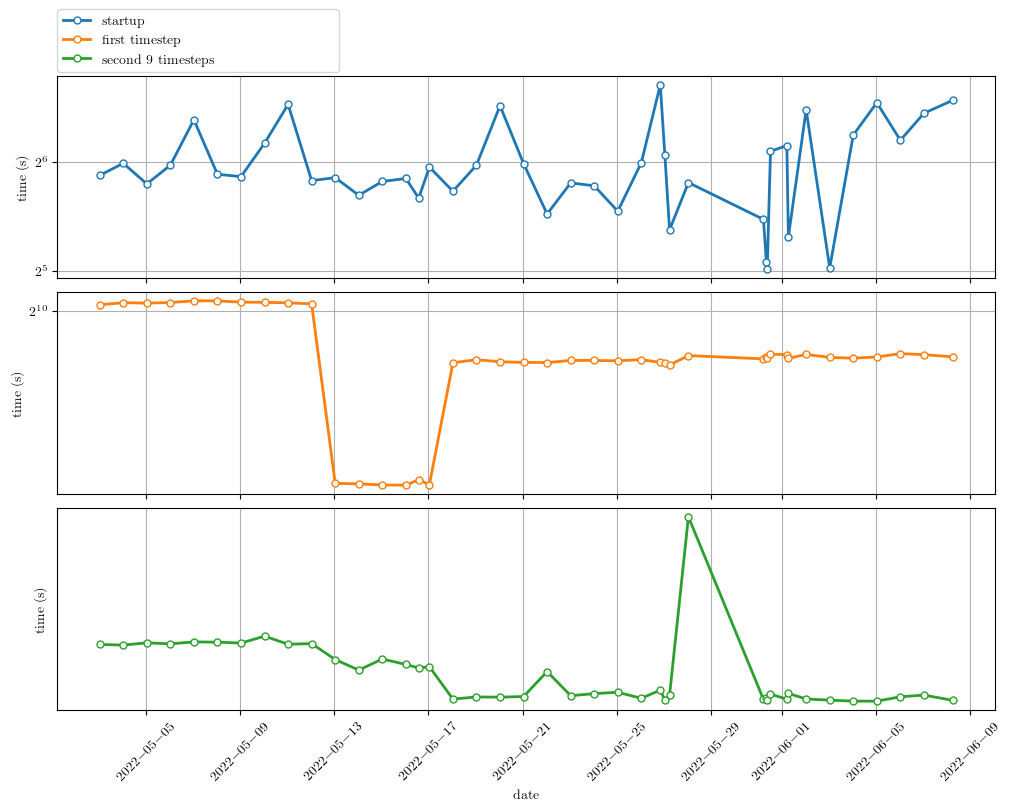 startup
first timestep
second 9 timesteps
time (s)
2^6
2^5
time (s)
2^10
time (s)
2022−05−05
2022−05−09
2022−05−13
2022−05−17
2022−05−21
2022−05−25
2022−05−29
2022−06−01
2022−06−05
2022−06−09
date